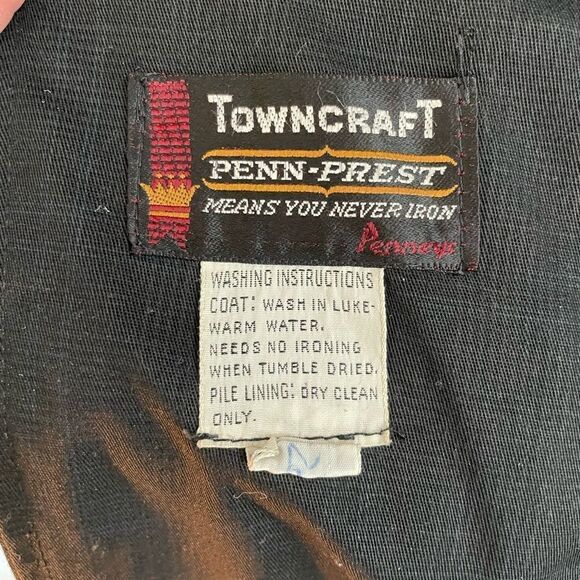 TOWNCRAFT
PENN-PREST
MEANS YOU NEVER IRON
Penneys
WASHING INSTRUCTIONS
COAT: WASH IN LUKE-
WARM WATER.
NEEDS NO IRONING
WHEN TUMBLE DRIED.
PILE LINING: DRY CLEAN
ONLY.